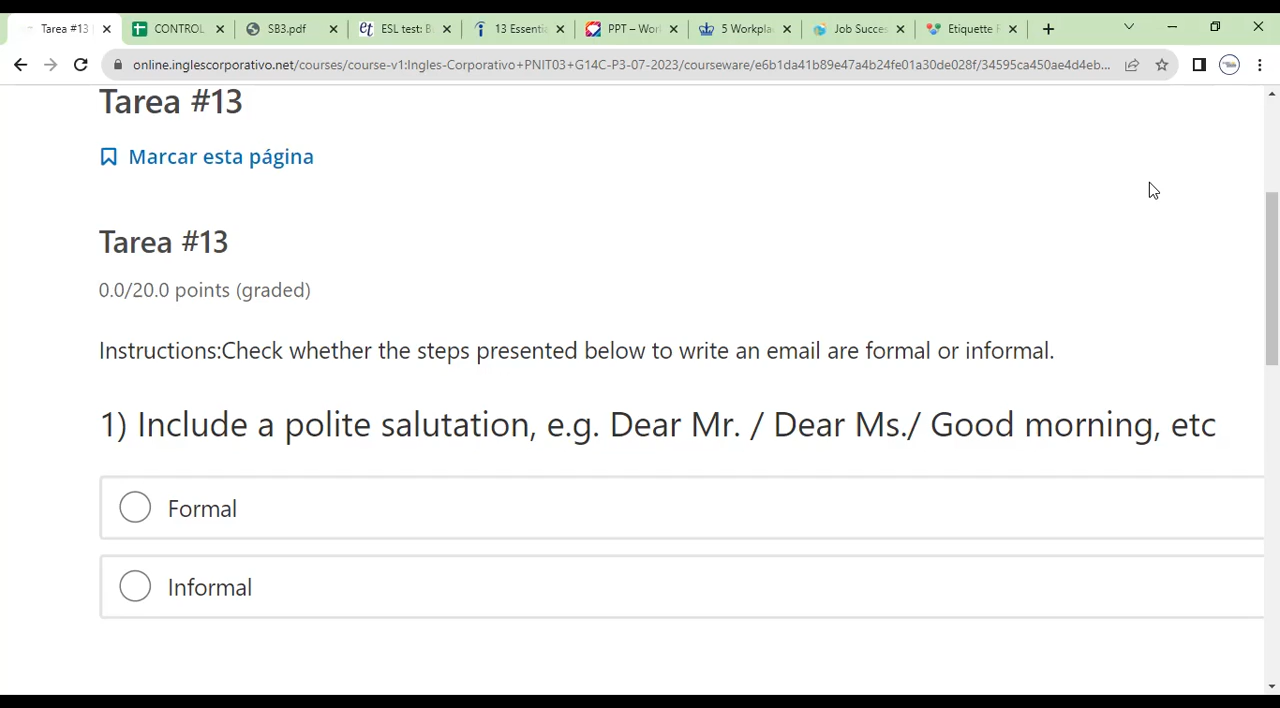 Tarea #13
CONTROL
SB3.pdf
ESL test: B
13 Essentia
PPT – Wor
5 Workplac
Job Succes
Etiquette
online.inglescorporativo.net/courses/course-v1:Ingles-Corporativo+PNIT03+G14C-P3-07-2023/courseware/e6b1da41b89e47a4b24fe01a30de028f/34595ca450ae4d4eb...
Tarea #13
Marcar esta página
Tarea #13
0.0/20.0 points (graded)
Instructions:Check whether the steps presented below to write an email are formal or informal.
1) Include a polite salutation, e.g. Dear Mr. / Dear Ms./ Good morning, etc
Formal
Informal